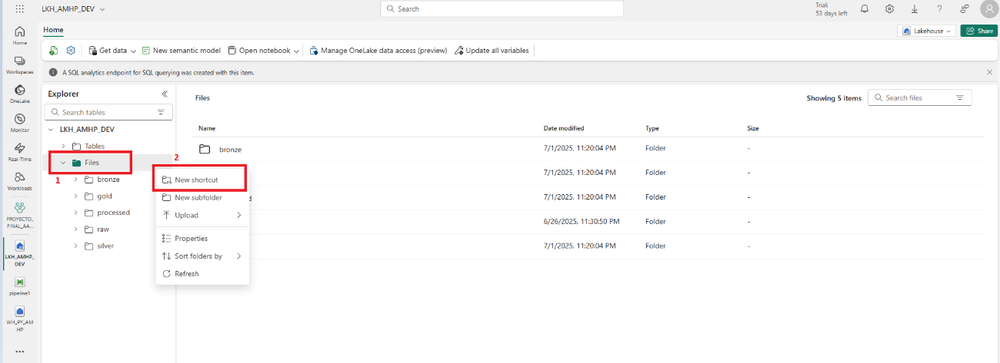 LKH_AMHP_DEV
Search
Trial:
53 days left
Home
Lakehouse
Share
Get data
New semantic model
Open notebook
Manage OneLake data access (preview)
Update all variables
A SQL analytics endpoint for SQL querying was created with this item.
Home
Workspaces
OneLake
Monitor
Real-Time
Workloads
PROYECTO_
FINAL_AA...
LKH_AMHP_
DEV
pipeline1
WH_PY_AM
HP
...
Explorer
Search tables
LKH_AMHP_DEV
Tables
Files
1
bronze
gold
processed
raw
silver
2
New shortcut
New subfolder
Upload
Properties
Sort folders by
Refresh
Files
Showing 5 items
Search files
Name Date modified Type Size
bronze 7/1/2025, 11:20:04 PM Folder -
7/1/2025, 11:20:04 PM Folder -
d 7/1/2025, 11:20:04 PM Folder -
6/26/2025, 11:30:50 PM Folder -
7/1/2025, 11:20:04 PM Folder -